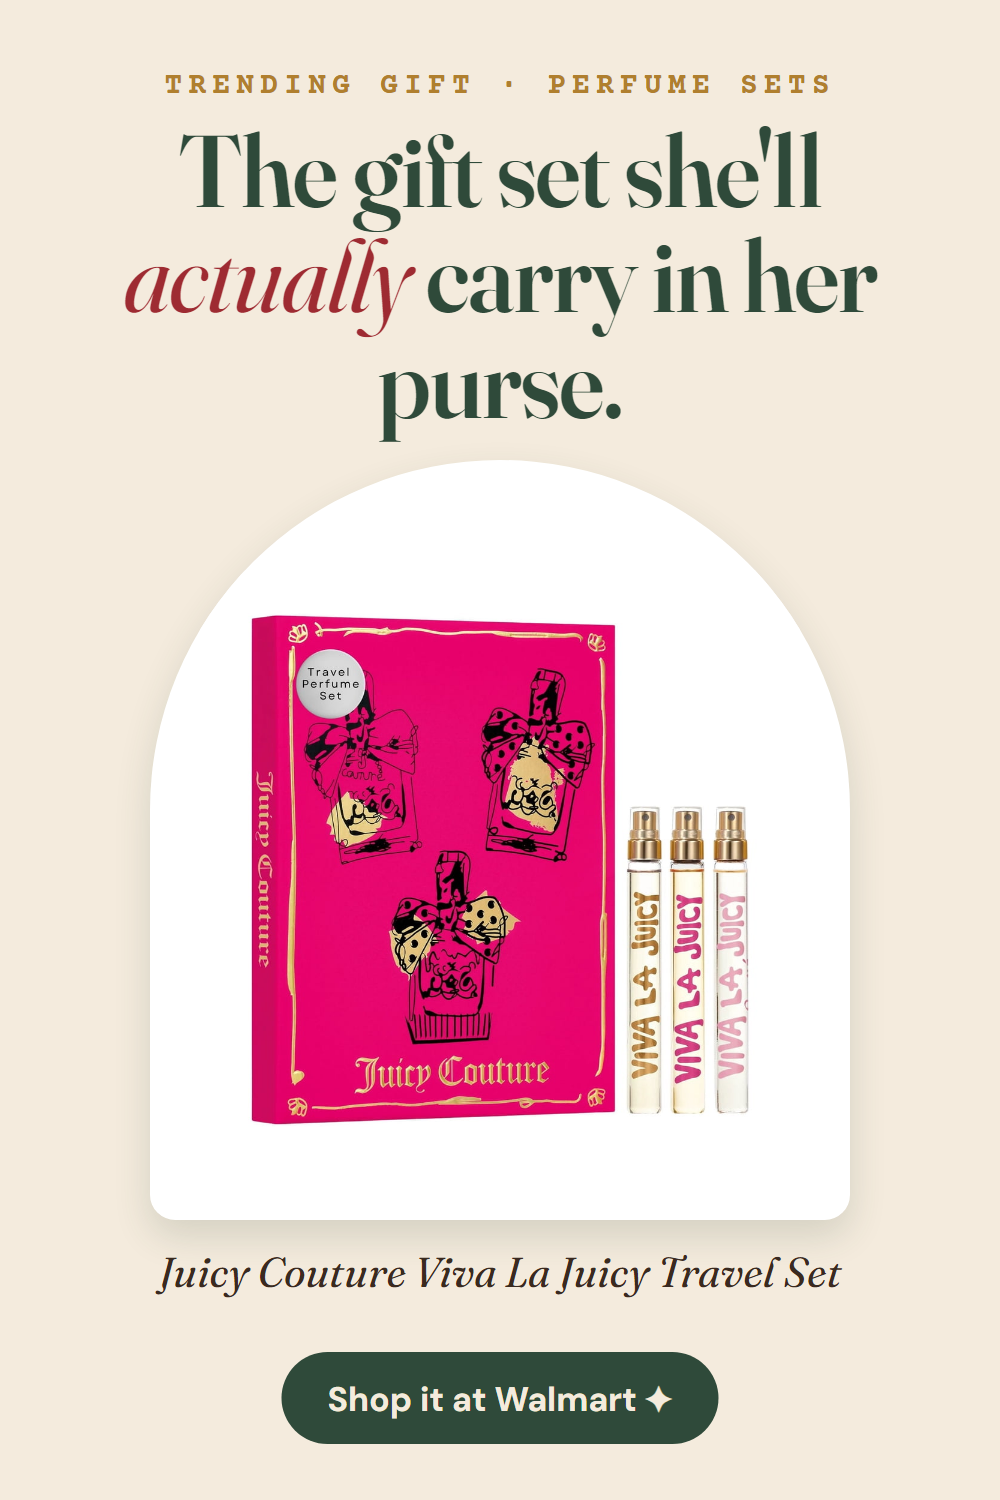 TRENDING GIFT · PERFUME SETS
The gift set she'll
actually carry in her
purse.
Travel
Perfume
Set
Juicy Couture
Juicy Couture
VIVA LA JUICY
VIVA LA JUICY
VIVA LA JUICY
Juicy Couture Viva La Juicy Travel Set
Shop it at Walmart ✦